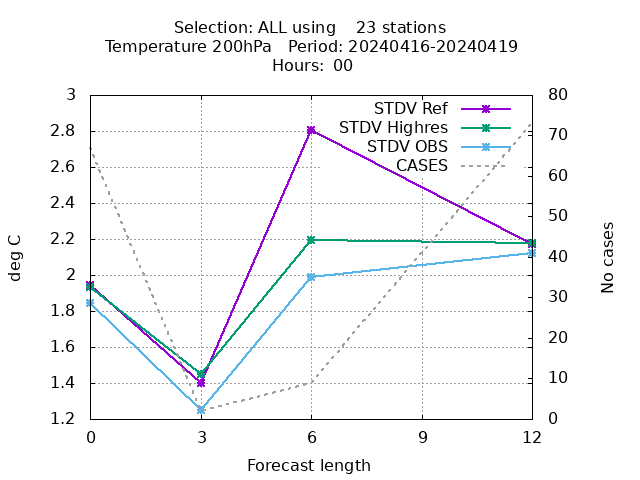 Selection: ALL using    23 stations
Temperature 200hPa   Period: 20240416-20240419
Hours:  00
STDV Ref
STDV Highres
STDV OBS
CASES
deg C
3
2.8
2.6
2.4
2.2
2
1.8
1.6
1.4
1.2
80
70
60
50
40
30
20
10
0
No cases
0 3 6 9 12
Forecast length